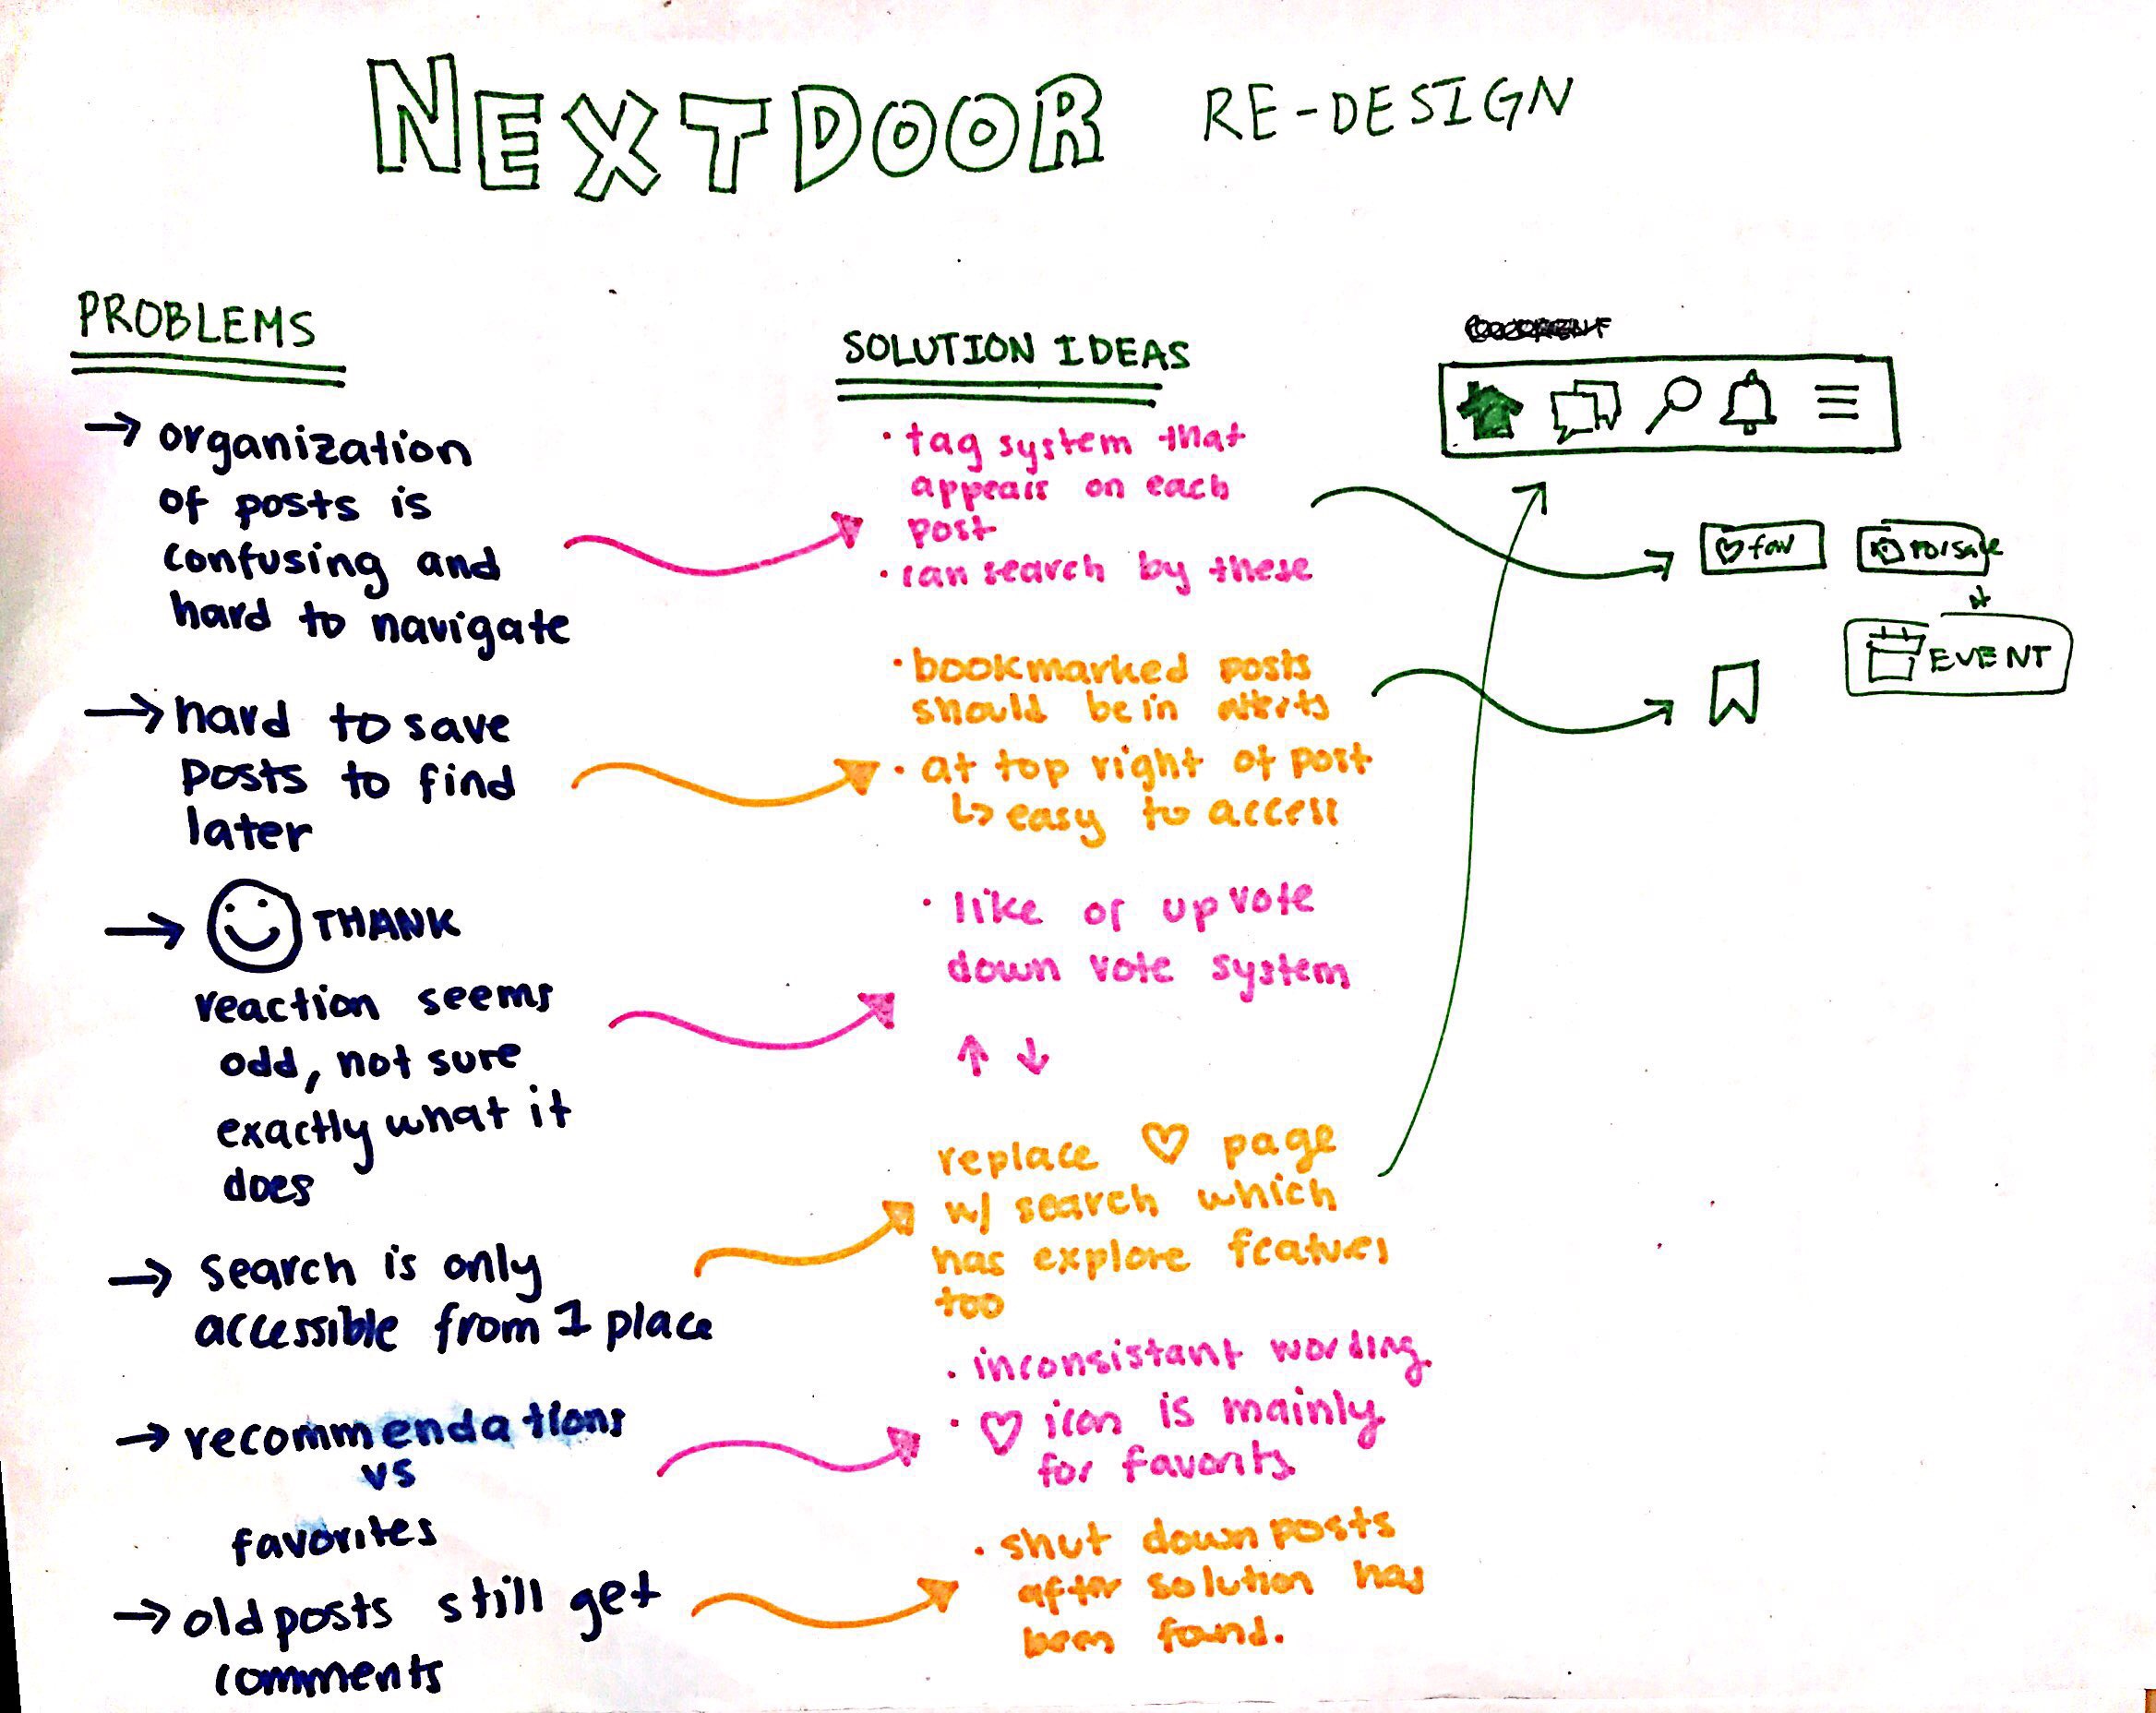 NEXTDOOR RE-DESIGN
PROBLEMS
→ organization
of posts is
confusing and
hard to navigate
→ hard to save
posts to find
later
→ THANK
reaction seems
odd, not sure
exactly what it
does
→ search is only
accessible from 1 place
→ recommendations
vs
favorites
→ old posts still get
comments
SOLUTION IDEAS
· tag system that
appears on each
post
· can search by these
· bookmarked posts
should be in
· at top right of post
↳ easy to access
· like or upvote
down vote system
↑ ↓
replace ♡ page
w/ search which
has explore features
too
· inconsistant wording
· ♡ icon is mainly
for favorits
· shut down posts
after solution has
been found.
♡ fav
for sale
EVENT